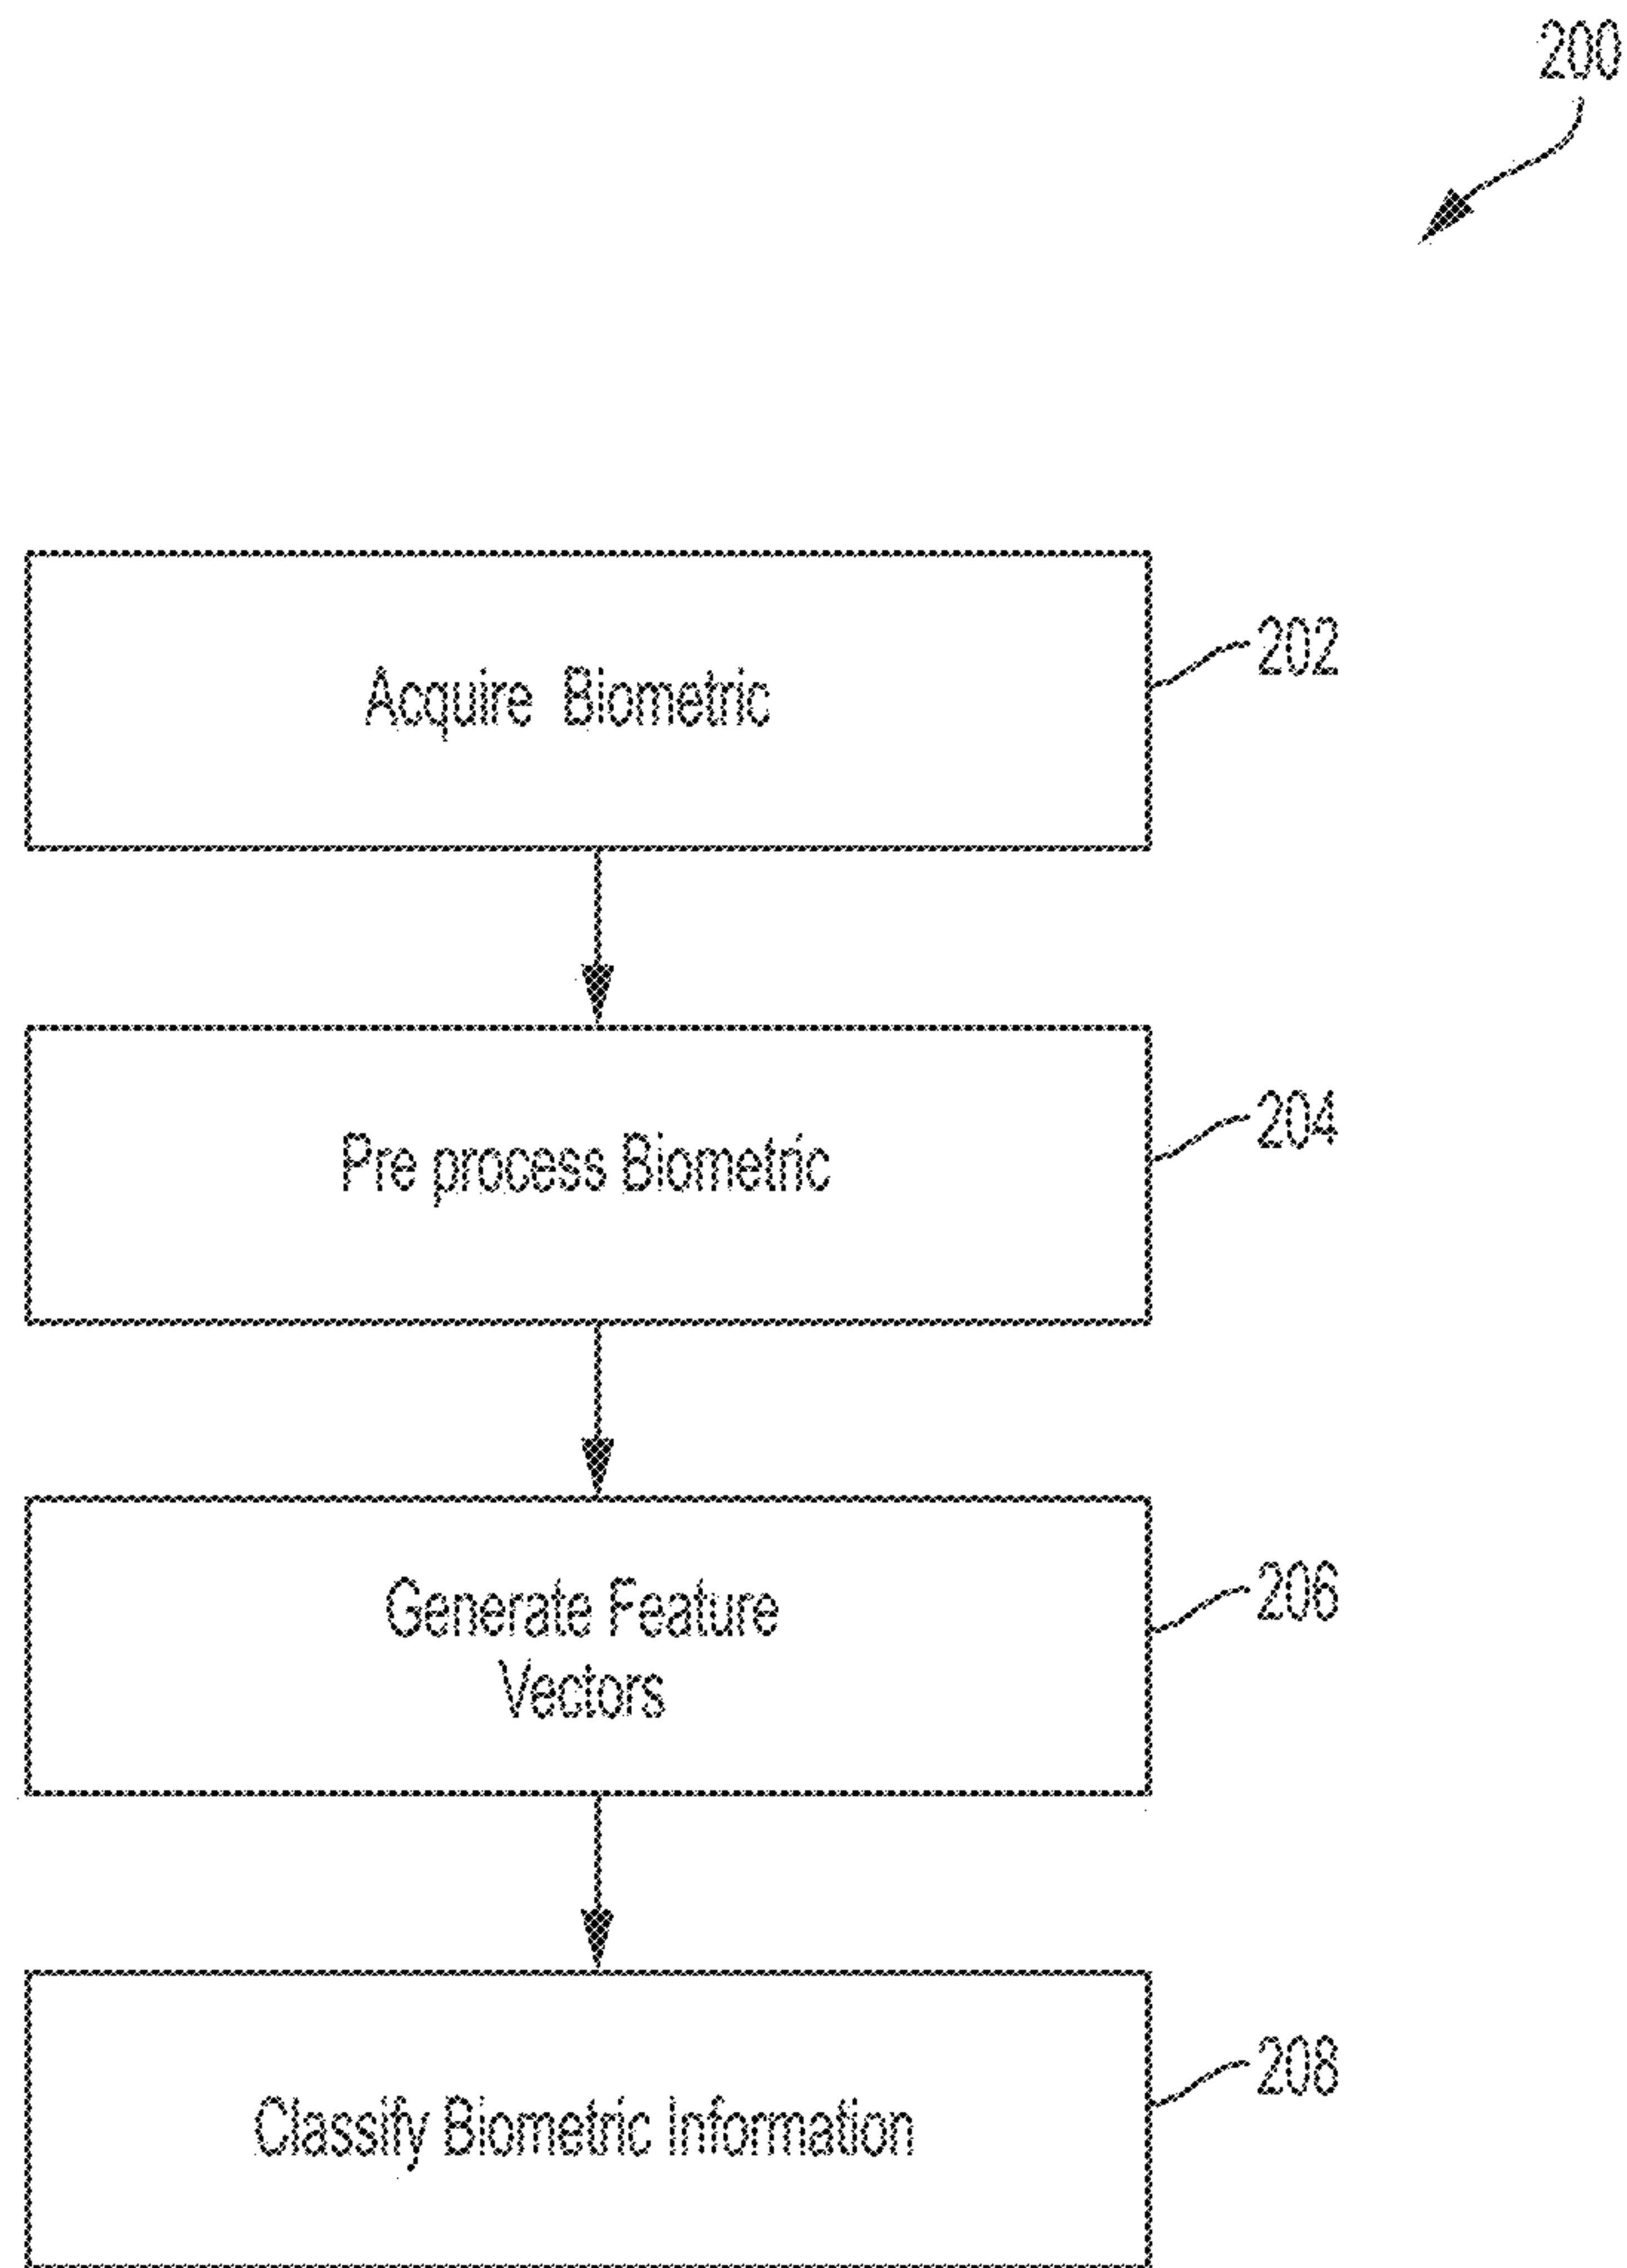 200
Acquire Biometric
202
Pre process Biometric
204
Generate Feature
Vectors
206
Classify Biometric Information
208